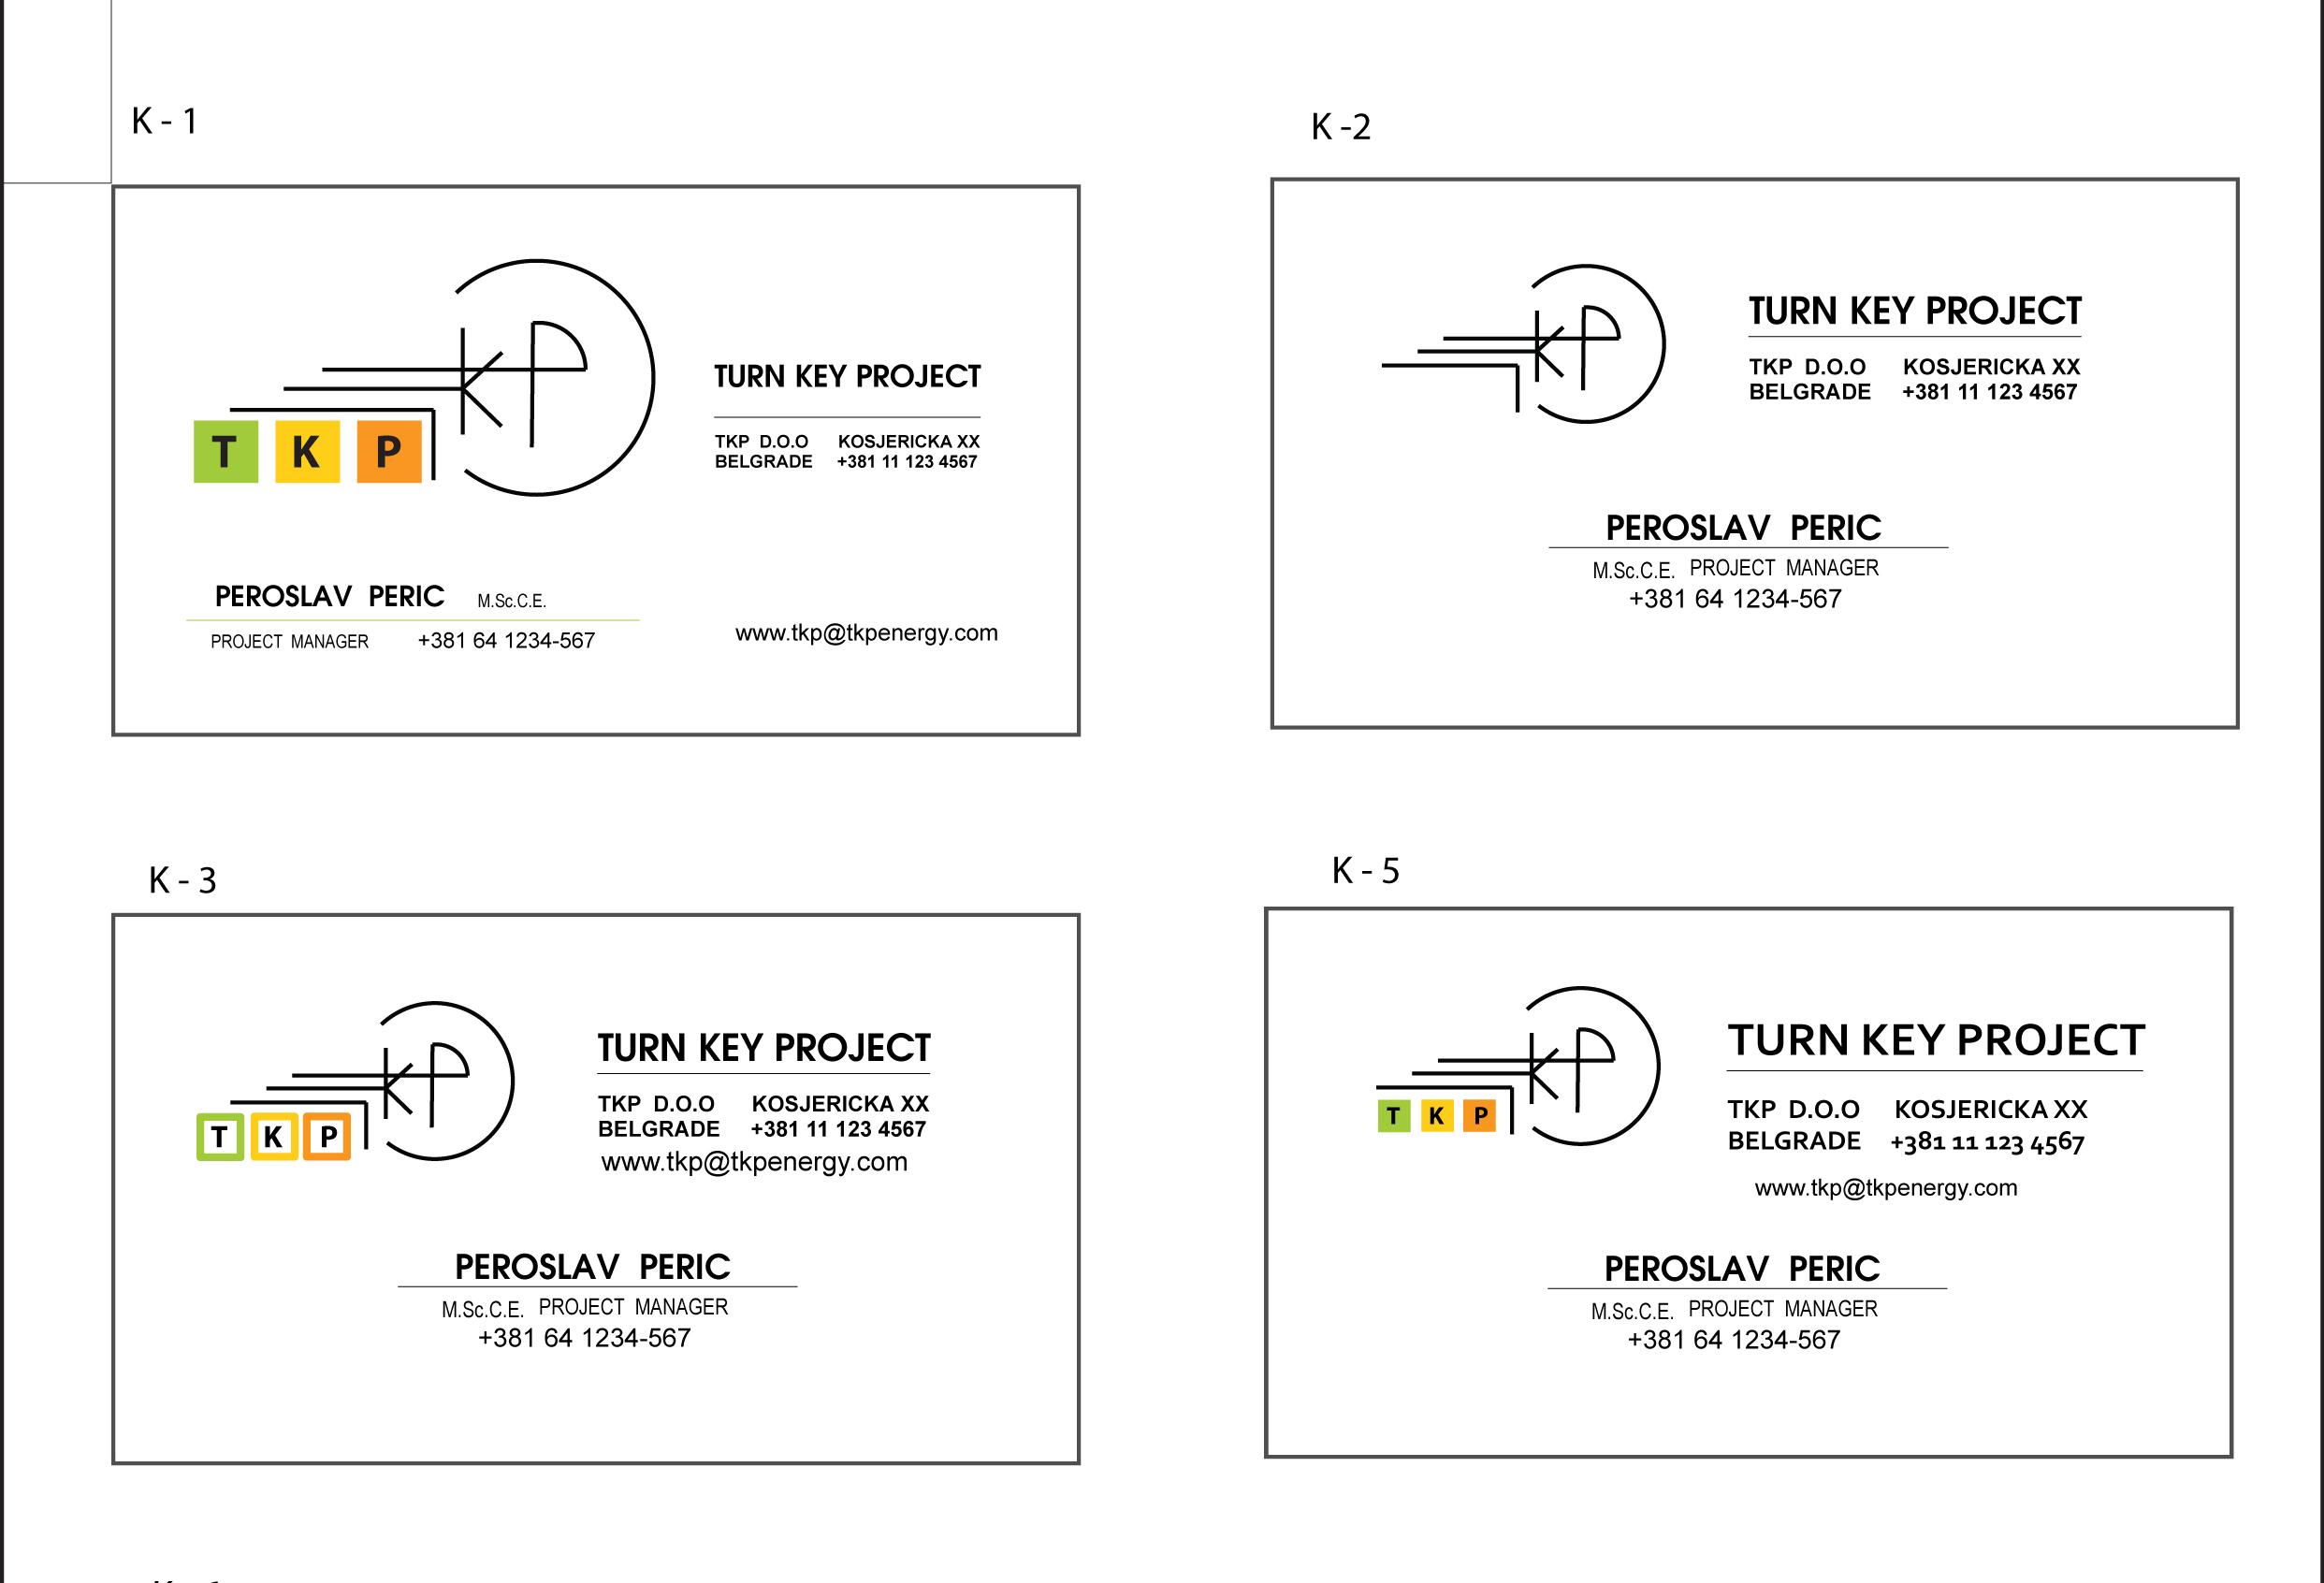 K - 1
TURN KEY PROJECT
T K P
KP
TKP D.O.O KOSJERICKA XX
BELGRADE +381 11 123 4567
PEROSLAV PERIC M.Sc.C.E.
PROJECT MANAGER +381 64 1234-567
www.tkp@tkpenergy.com
K -2
KP
TURN KEY PROJECT
TKP D.O.O KOSJERICKA XX
BELGRADE +381 11 123 4567
PEROSLAV PERIC
M.Sc.C.E. PROJECT MANAGER
+381 64 1234-567
K - 3
KP
T K P
TURN KEY PROJECT
TKP D.O.O KOSJERICKA XX
BELGRADE +381 11 123 4567
www.tkp@tkpenergy.com
PEROSLAV PERIC
M.Sc.C.E. PROJECT MANAGER
+381 64 1234-567
K - 5
KP
T K P
TURN KEY PROJECT
TKP D.O.O KOSJERICKA XX
BELGRADE +381 11 123 4567
www.tkp@tkpenergy.com
PEROSLAV PERIC
M.Sc.C.E. PROJECT MANAGER
+381 64 1234-567